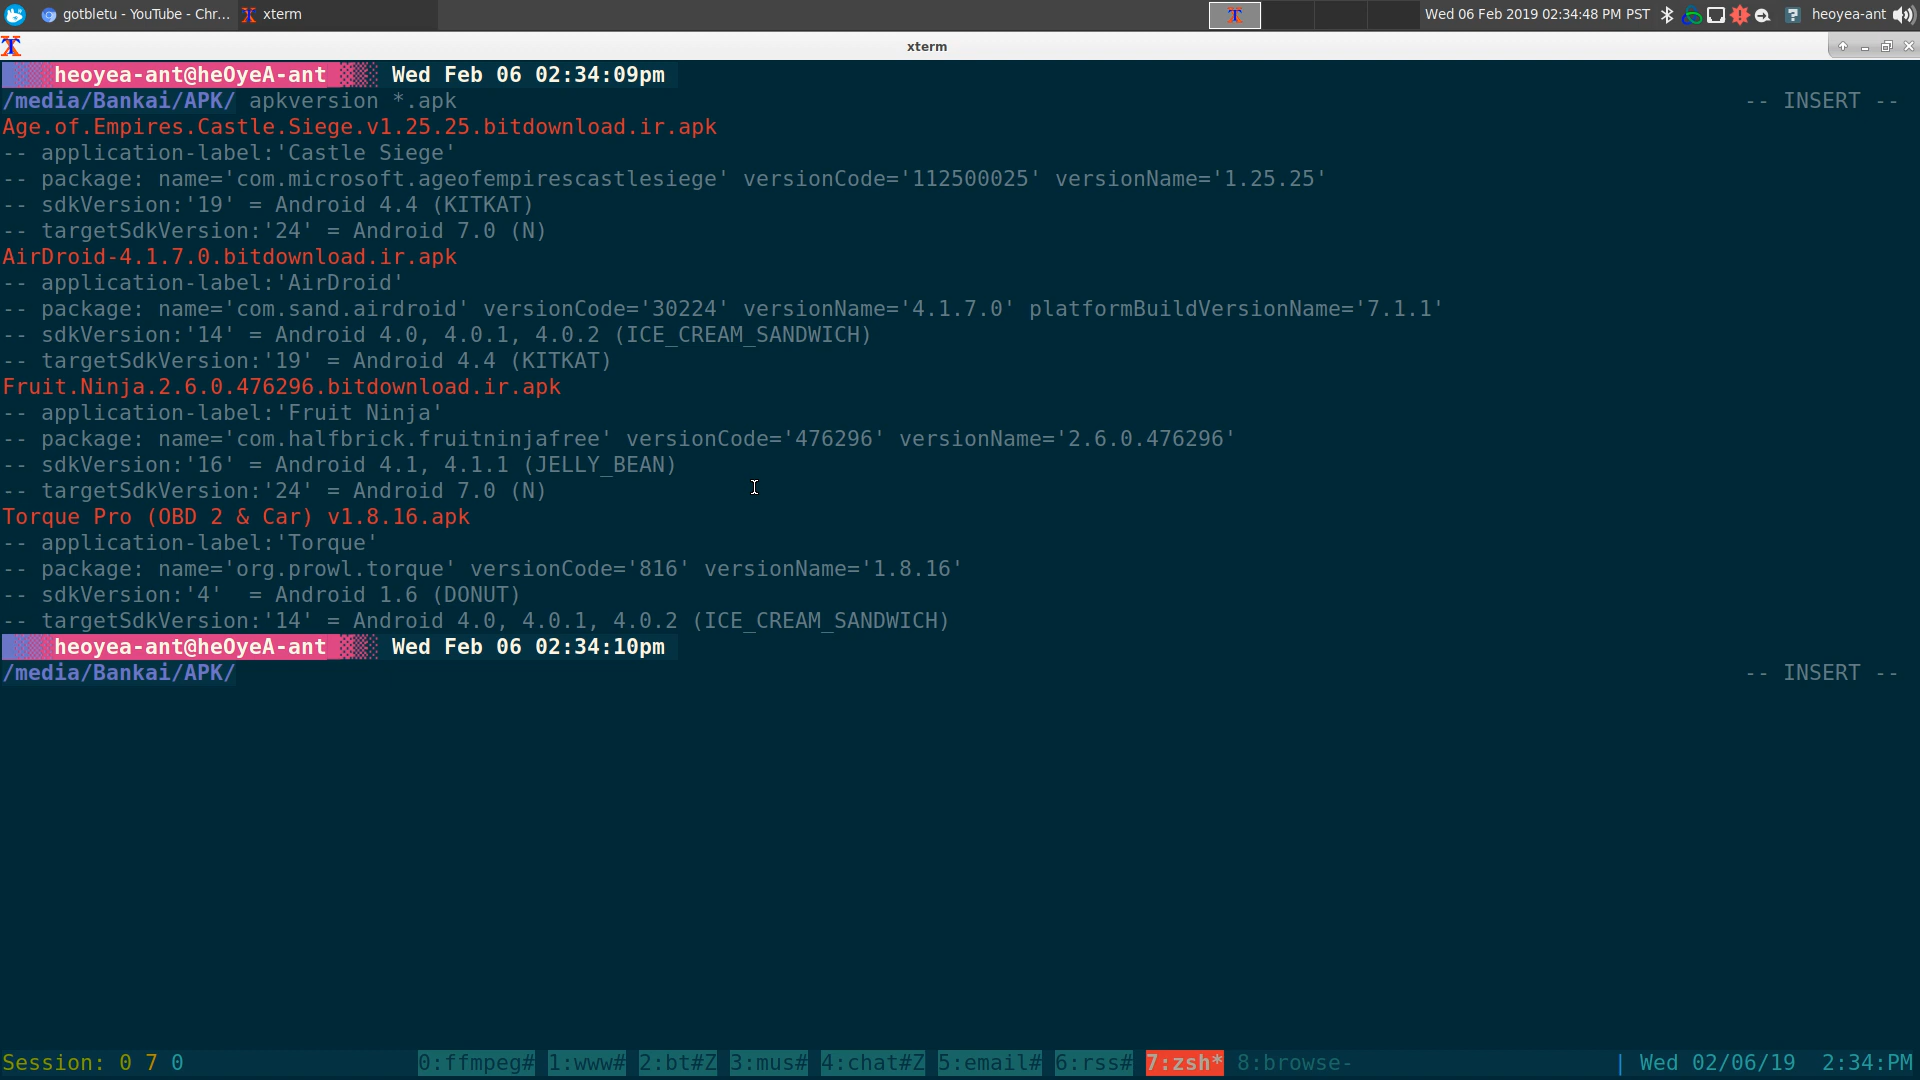 gotbletu - YouTube - Chr... xterm Wed 06 Feb 2019 02:34:48 PM PST heoyea-ant
xterm
heoyea-ant@heOyeA-ant Wed Feb 06 02:34:09pm
/media/Bankai/APK/ apkversion *.apk -- INSERT --
Age.of.Empires.Castle.Siege.v1.25.25.bitdownload.ir.apk
-- application-label:'Castle Siege'
-- package: name='com.microsoft.ageofempirescastlesiege' versionCode='112500025' versionName='1.25.25'
-- sdkVersion:'19' = Android 4.4 (KITKAT)
-- targetSdkVersion:'24' = Android 7.0 (N)
AirDroid-4.1.7.0.bitdownload.ir.apk
-- application-label:'AirDroid'
-- package: name='com.sand.airdroid' versionCode='30224' versionName='4.1.7.0' platformBuildVersionName='7.1.1'
-- sdkVersion:'14' = Android 4.0, 4.0.1, 4.0.2 (ICE_CREAM_SANDWICH)
-- targetSdkVersion:'19' = Android 4.4 (KITKAT)
Fruit.Ninja.2.6.0.476296.bitdownload.ir.apk
-- application-label:'Fruit Ninja'
-- package: name='com.halfbrick.fruitninjafree' versionCode='476296' versionName='2.6.0.476296'
-- sdkVersion:'16' = Android 4.1, 4.1.1 (JELLY_BEAN)
-- targetSdkVersion:'24' = Android 7.0 (N)
Torque Pro (OBD 2 & Car) v1.8.16.apk
-- application-label:'Torque'
-- package: name='org.prowl.torque' versionCode='816' versionName='1.8.16'
-- sdkVersion:'4'  = Android 1.6 (DONUT)
-- targetSdkVersion:'14' = Android 4.0, 4.0.1, 4.0.2 (ICE_CREAM_SANDWICH)
heoyea-ant@heOyeA-ant Wed Feb 06 02:34:10pm
/media/Bankai/APK/ -- INSERT --
Session: 0 7 0 0:ffmpeg# 1:www# 2:bt#Z 3:mus# 4:chat#Z 5:email# 6:rss# 7:zsh* 8:browse- | Wed 02/06/19 2:34:PM